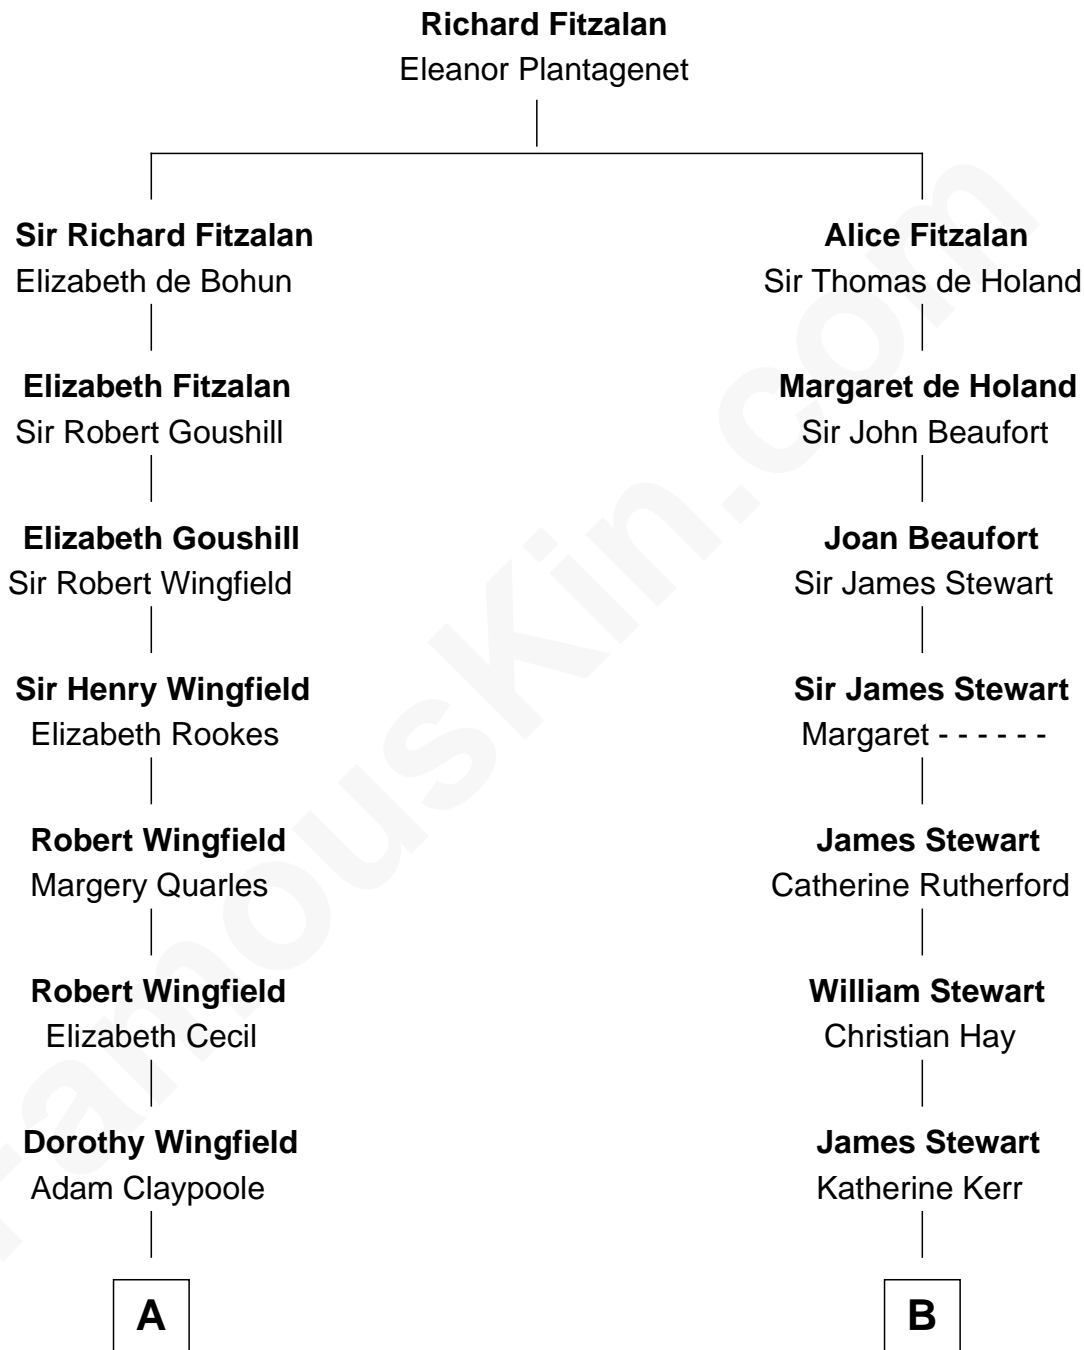 Richard Fitzalan
Eleanor Plantagenet
Sir Richard Fitzalan
Elizabeth de Bohun
Alice Fitzalan
Sir Thomas de Holand
Elizabeth Fitzalan
Sir Robert Goushill
Margaret de Holand
Sir John Beaufort
Elizabeth Goushill
Sir Robert Wingfield
Joan Beaufort
Sir James Stewart
Sir Henry Wingfield
Elizabeth Rookes
Sir James Stewart
Margaret - - - - - -
Robert Wingfield
Margery Quarles
James Stewart
Catherine Rutherford
Robert Wingfield
Elizabeth Cecil
William Stewart
Christian Hay
Dorothy Wingfield
Adam Claypoole
James Stewart
Katherine Kerr
A
B
FamousKin.com